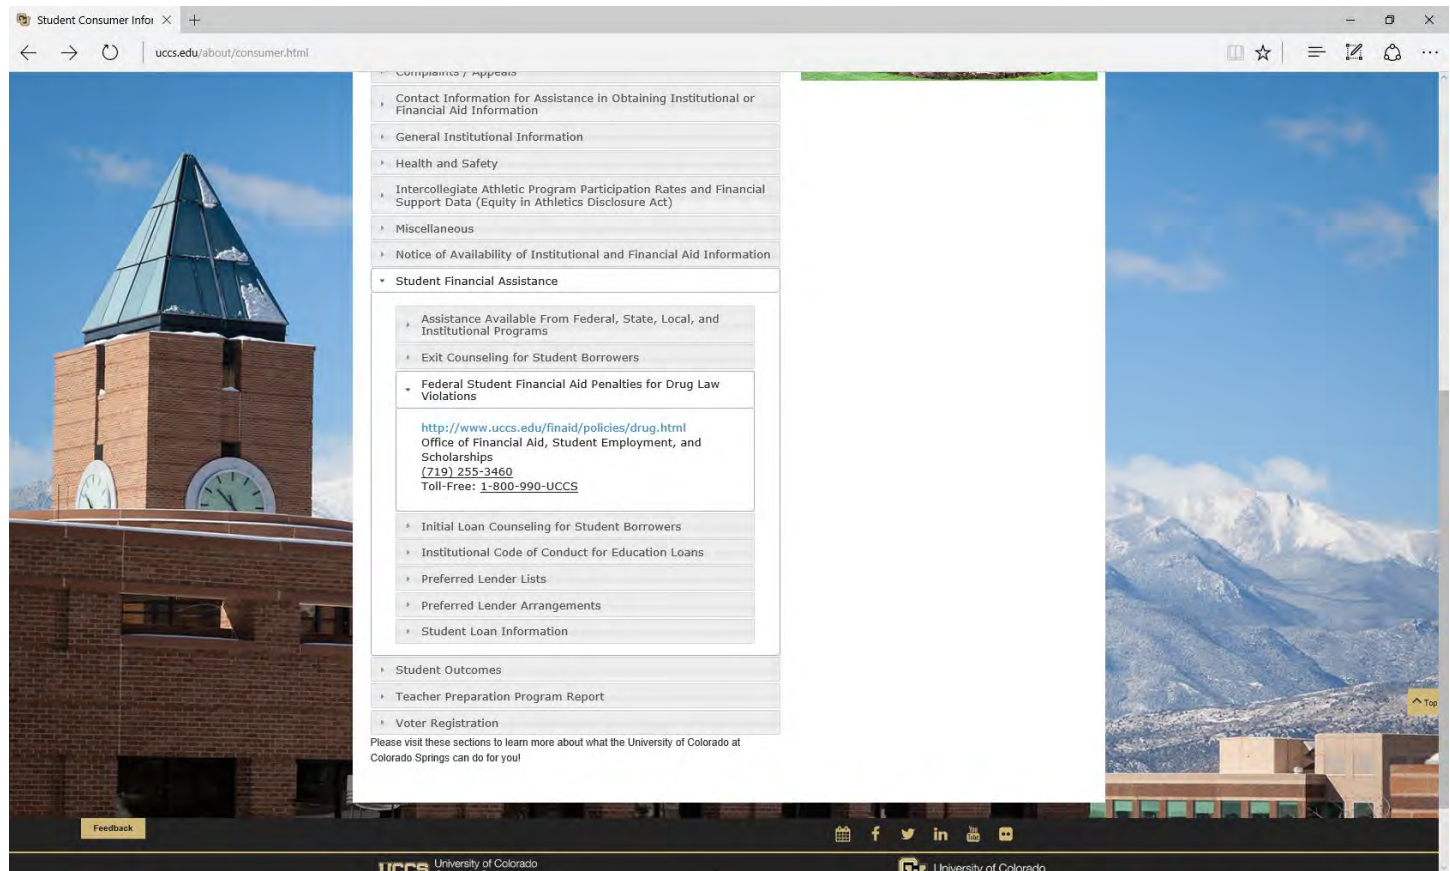 Student Consumer Infor
uccs.edu/about/consumer.html
Complaints / Appeals
Contact Information for Assistance in Obtaining Institutional or
Financial Aid Information
General Institutional Information
Health and Safety
Intercollegiate Athletic Program Participation Rates and Financial
Support Data (Equity in Athletics Disclosure Act)
Miscellaneous
Notice of Availability of Institutional and Financial Aid Information
Student Financial Assistance
Assistance Available From Federal, State, Local, and
Institutional Programs
Exit Counseling for Student Borrowers
Federal Student Financial Aid Penalties for Drug Law
Violations
http://www.uccs.edu/finaid/policies/drug.html
Office of Financial Aid, Student Employment, and
Scholarships
(719) 255-3460
Toll-Free: 1-800-990-UCCS
Initial Loan Counseling for Student Borrowers
Institutional Code of Conduct for Education Loans
Preferred Lender Lists
Preferred Lender Arrangements
Student Loan Information
Student Outcomes
Teacher Preparation Program Report
Voter Registration
Top
Please visit these sections to learn more about what the University of Colorado at
Colorado Springs can do for you!
Feedback
f in You Tube
UCCS University of Colorado
University of Colorado